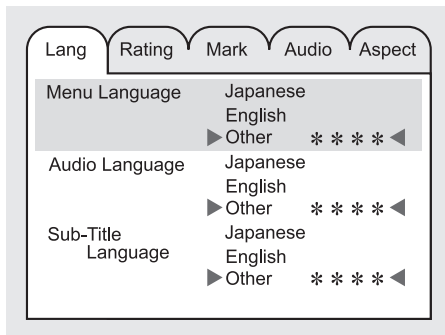 Lang Rating Mark Audio Aspect
Menu Language Japanese
English
▶Other ＊＊＊＊◀
Audio Language Japanese
English
▶Other ＊＊＊＊◀
Sub-Title Japanese
Language English
▶Other ＊＊＊＊◀